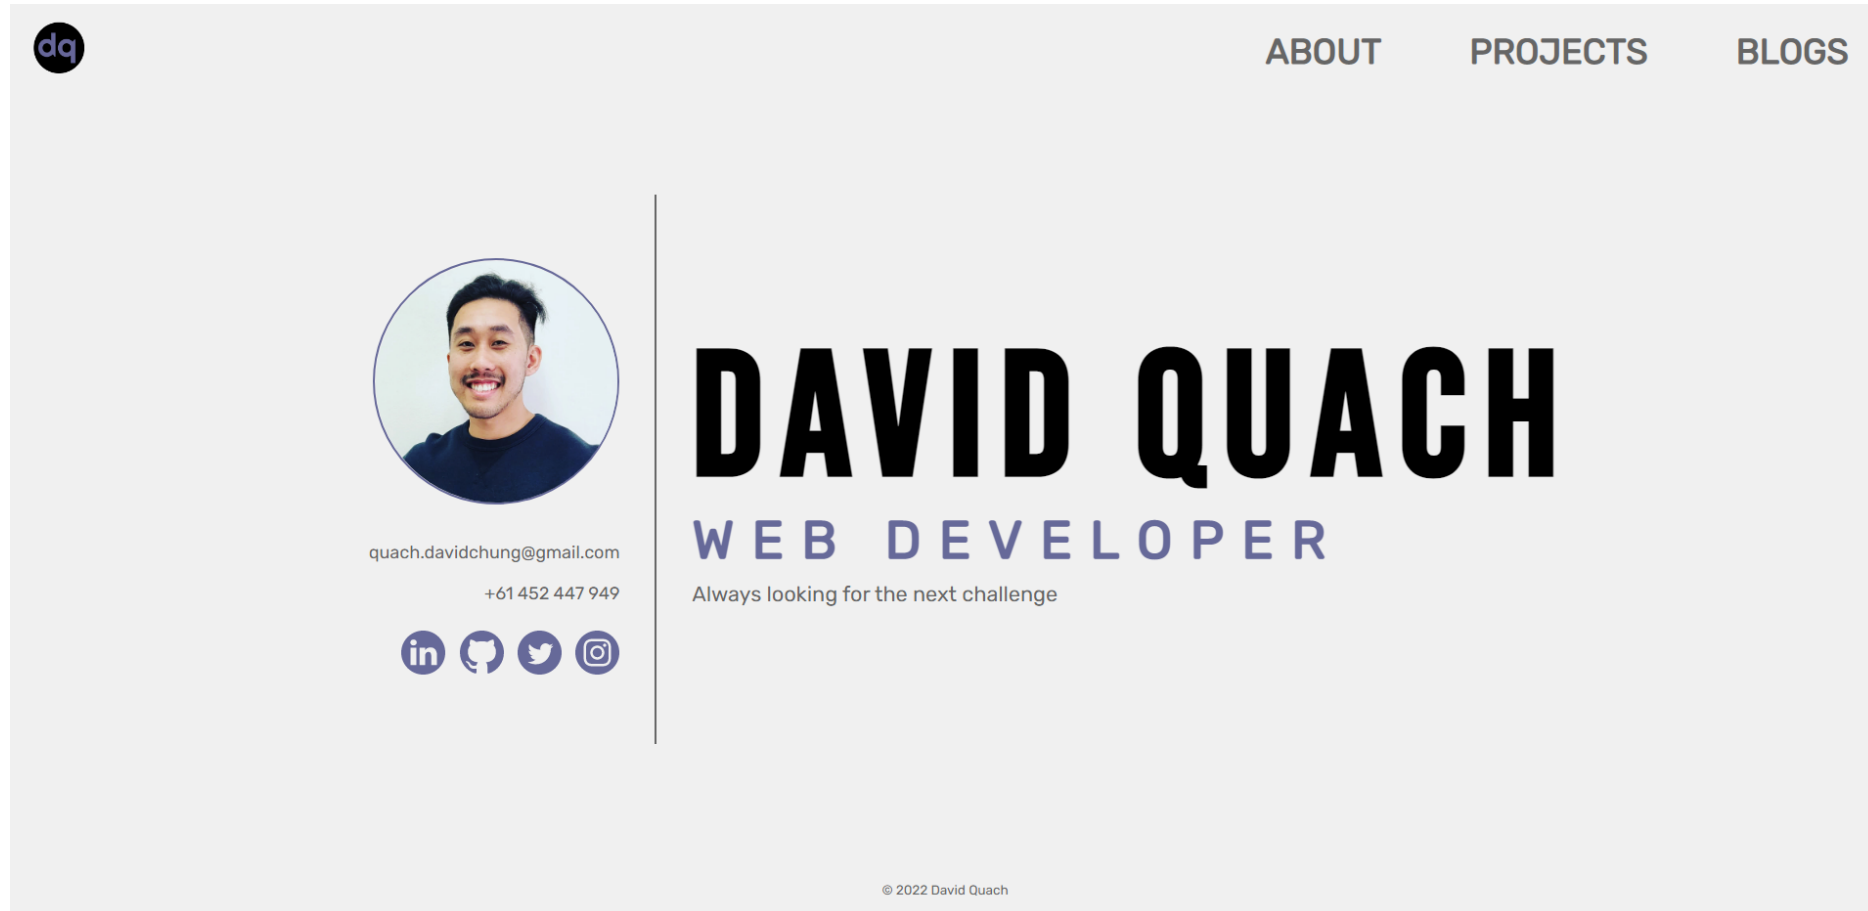 dq
ABOUT PROJECTS BLOGS
quach.davidchung@gmail.com
+61 452 447 949
in
DAVID QUACH
WEB DEVELOPER
Always looking for the next challenge
© 2022 David Quach